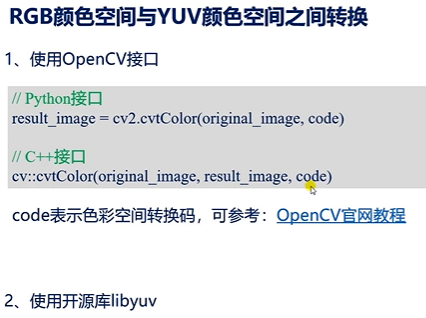 RGB颜色空间与YUV颜色空间之间转换
1、使用OpenCV接口
// Python接口
result_image = cv2.cvtColor(original_image, code)
// C++接口
cv::cvtColor(original_image, result_image, code)
code表示色彩空间转换码，可参考：OpenCV官网教程
2、使用开源库libyuv